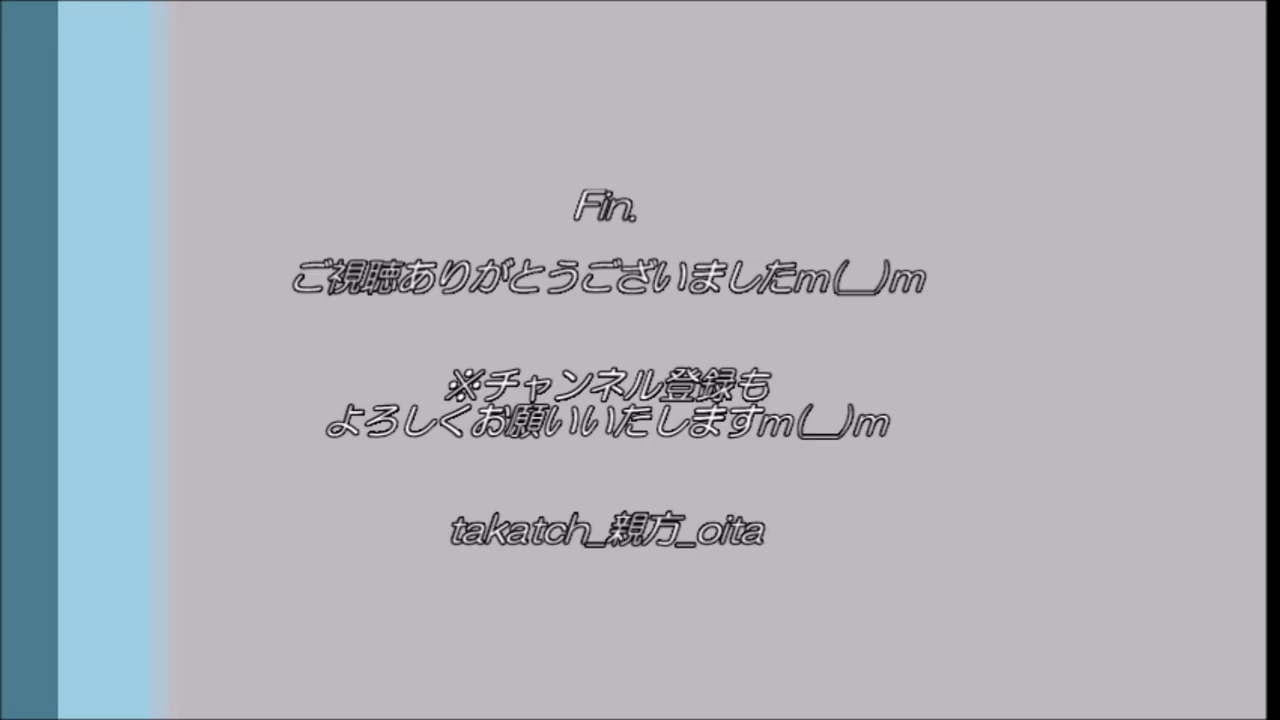 Fin.
ご視聴ありがとうございましたm(__)m
※チャンネル登録も
よろしくお願いいたしますm(__)m
takatch_親方_oita